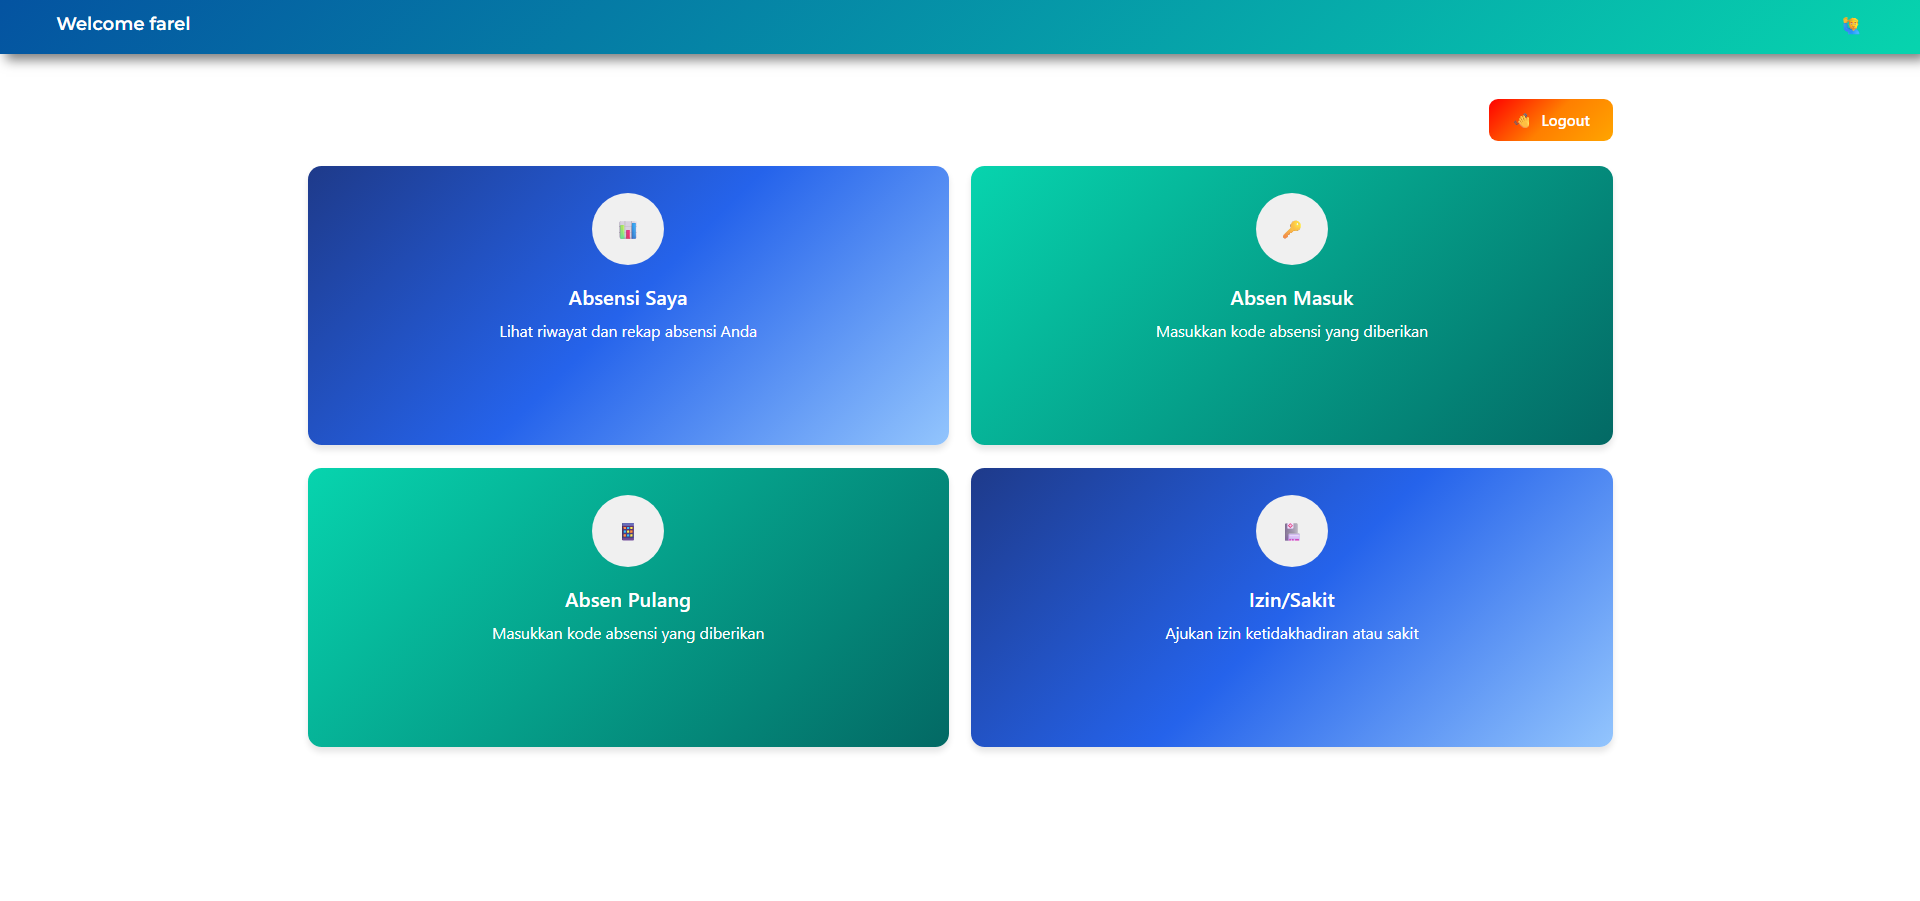 Welcome farel
Logout
Absensi Saya
Lihat riwayat dan rekap absensi Anda
Absen Masuk
Masukkan kode absensi yang diberikan
Absen Pulang
Masukkan kode absensi yang diberikan
Izin/Sakit
Ajukan izin ketidakhadiran atau sakit